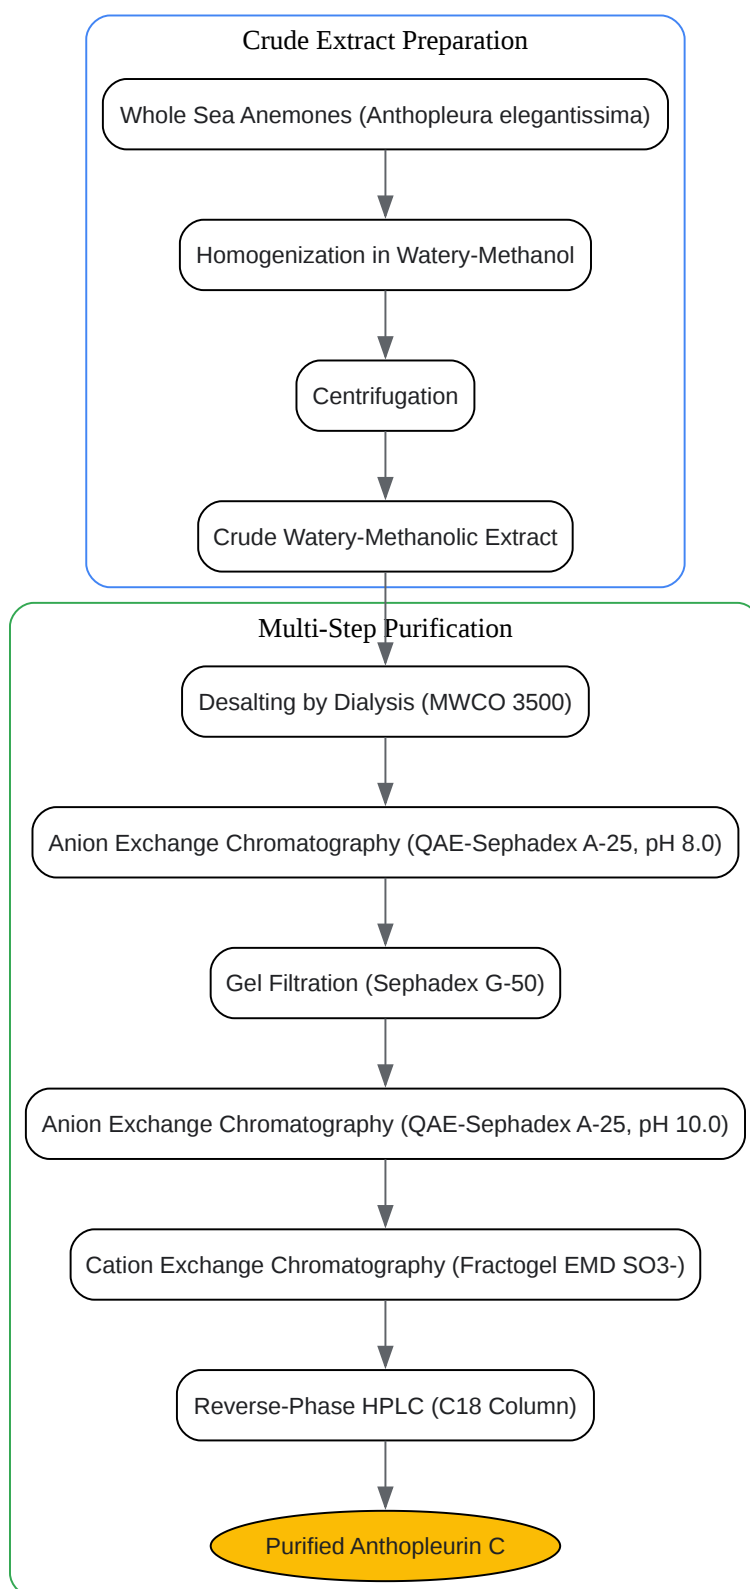 Crude Extract Preparation
Whole Sea Anemones (Anthopleura elegantissima)
Homogenization in Watery-Methanol
Centrifugation
Crude Watery-Methanolic Extract
Multi-Step Purification
Desalting by Dialysis (MWCO 3500)
Anion Exchange Chromatography (QAE-Sephadex A-25, pH 8.0)
Gel Filtration (Sephadex G-50)
Anion Exchange Chromatography (QAE-Sephadex A-25, pH 10.0)
Cation Exchange Chromatography (Fractogel EMD SO3-)
Reverse-Phase HPLC (C18 Column)
Purified Anthopleurin C